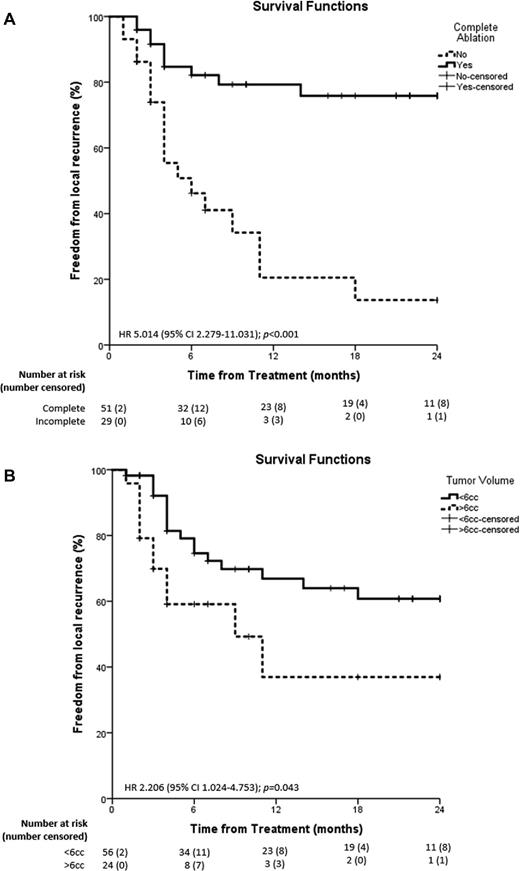 A
Survival Functions
Complete
Ablation
No
Yes
No-censored
Yes-censored
Freedom from local recurrence (%)
100
80
60
40
20
0
HR 5.014 (95% CI 2.279-11.031); p<0.001
0 6 12 18 24
Time from Treatment (months)
Number at risk
(number censored)
Complete 51 (2) 32 (12) 23 (8) 19 (4) 11 (8)
Incomplete 29 (0) 10 (6) 3 (3) 2 (0) 1 (1)
B
Survival Functions
Tumor Volume
<6cc
>6cc
<6cc-censored
>6cc-censored
Freedom from local recurrence (%)
100
80
60
40
20
0
HR 2.206 (95% CI 1.024-4.753); p=0.043
0 6 12 18 24
Time from Treatment (months)
Number at risk
(number censored)
<6cc 56 (2) 34 (11) 23 (8) 19 (4) 11 (8)
>6cc 24 (0) 8 (7) 3 (3) 2 (0) 1 (1)